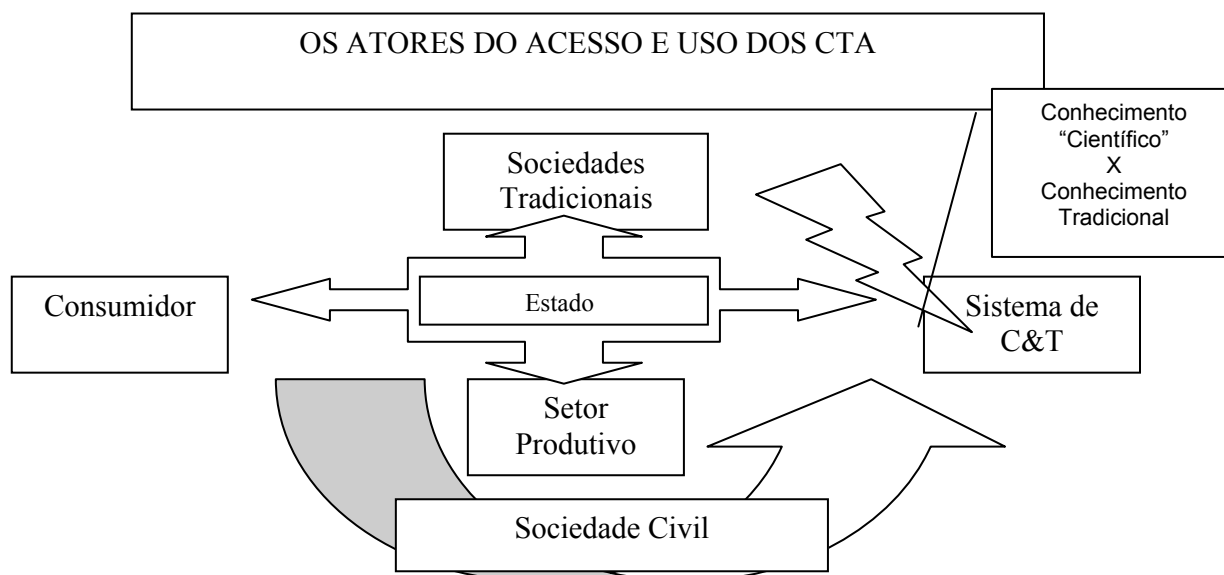 OS ATORES DO ACESSO E USO DOS CTA
Conhecimento
“Científico”
X
Conhecimento
Tradicional
Sociedades
Tradicionais
Consumidor
Estado
Sistema de
C&T
Setor
Produtivo
Sociedade Civil